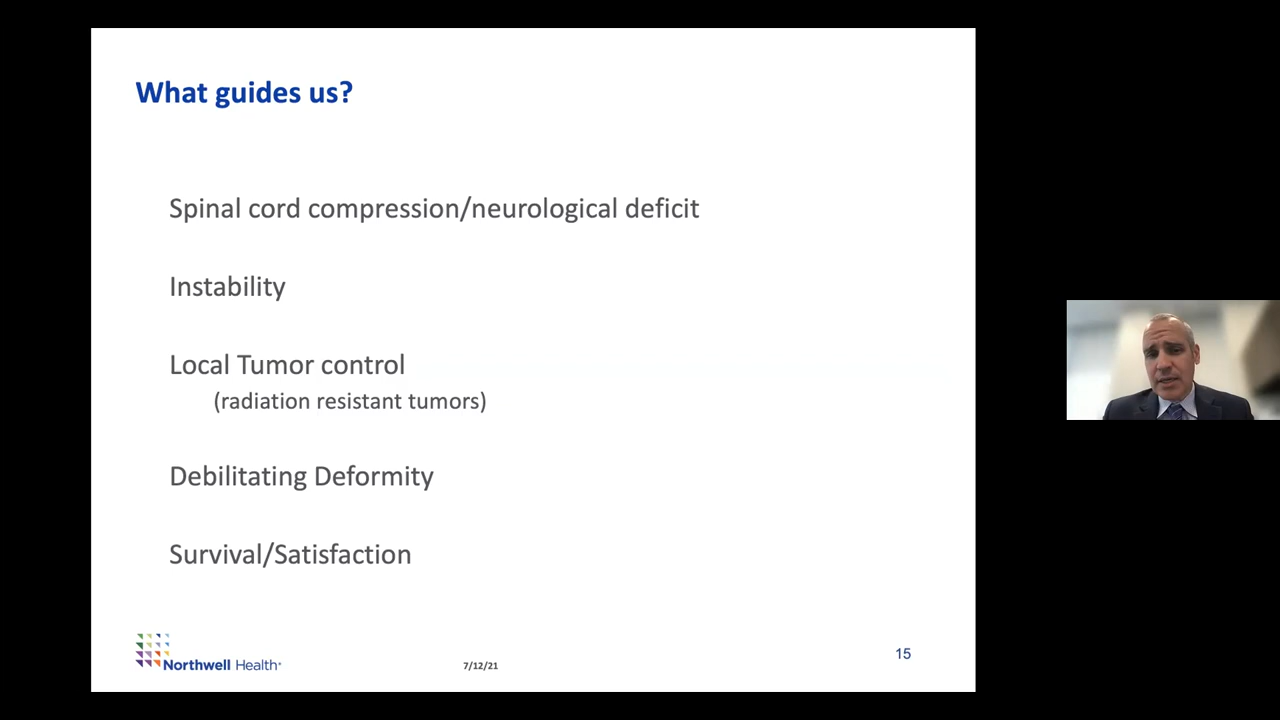 What guides us?
Spinal cord compression/neurological deficit
Instability
Local Tumor control
(radiation resistant tumors)
Debilitating Deformity
Survival/Satisfaction
Northwell Health
7/12/21
15